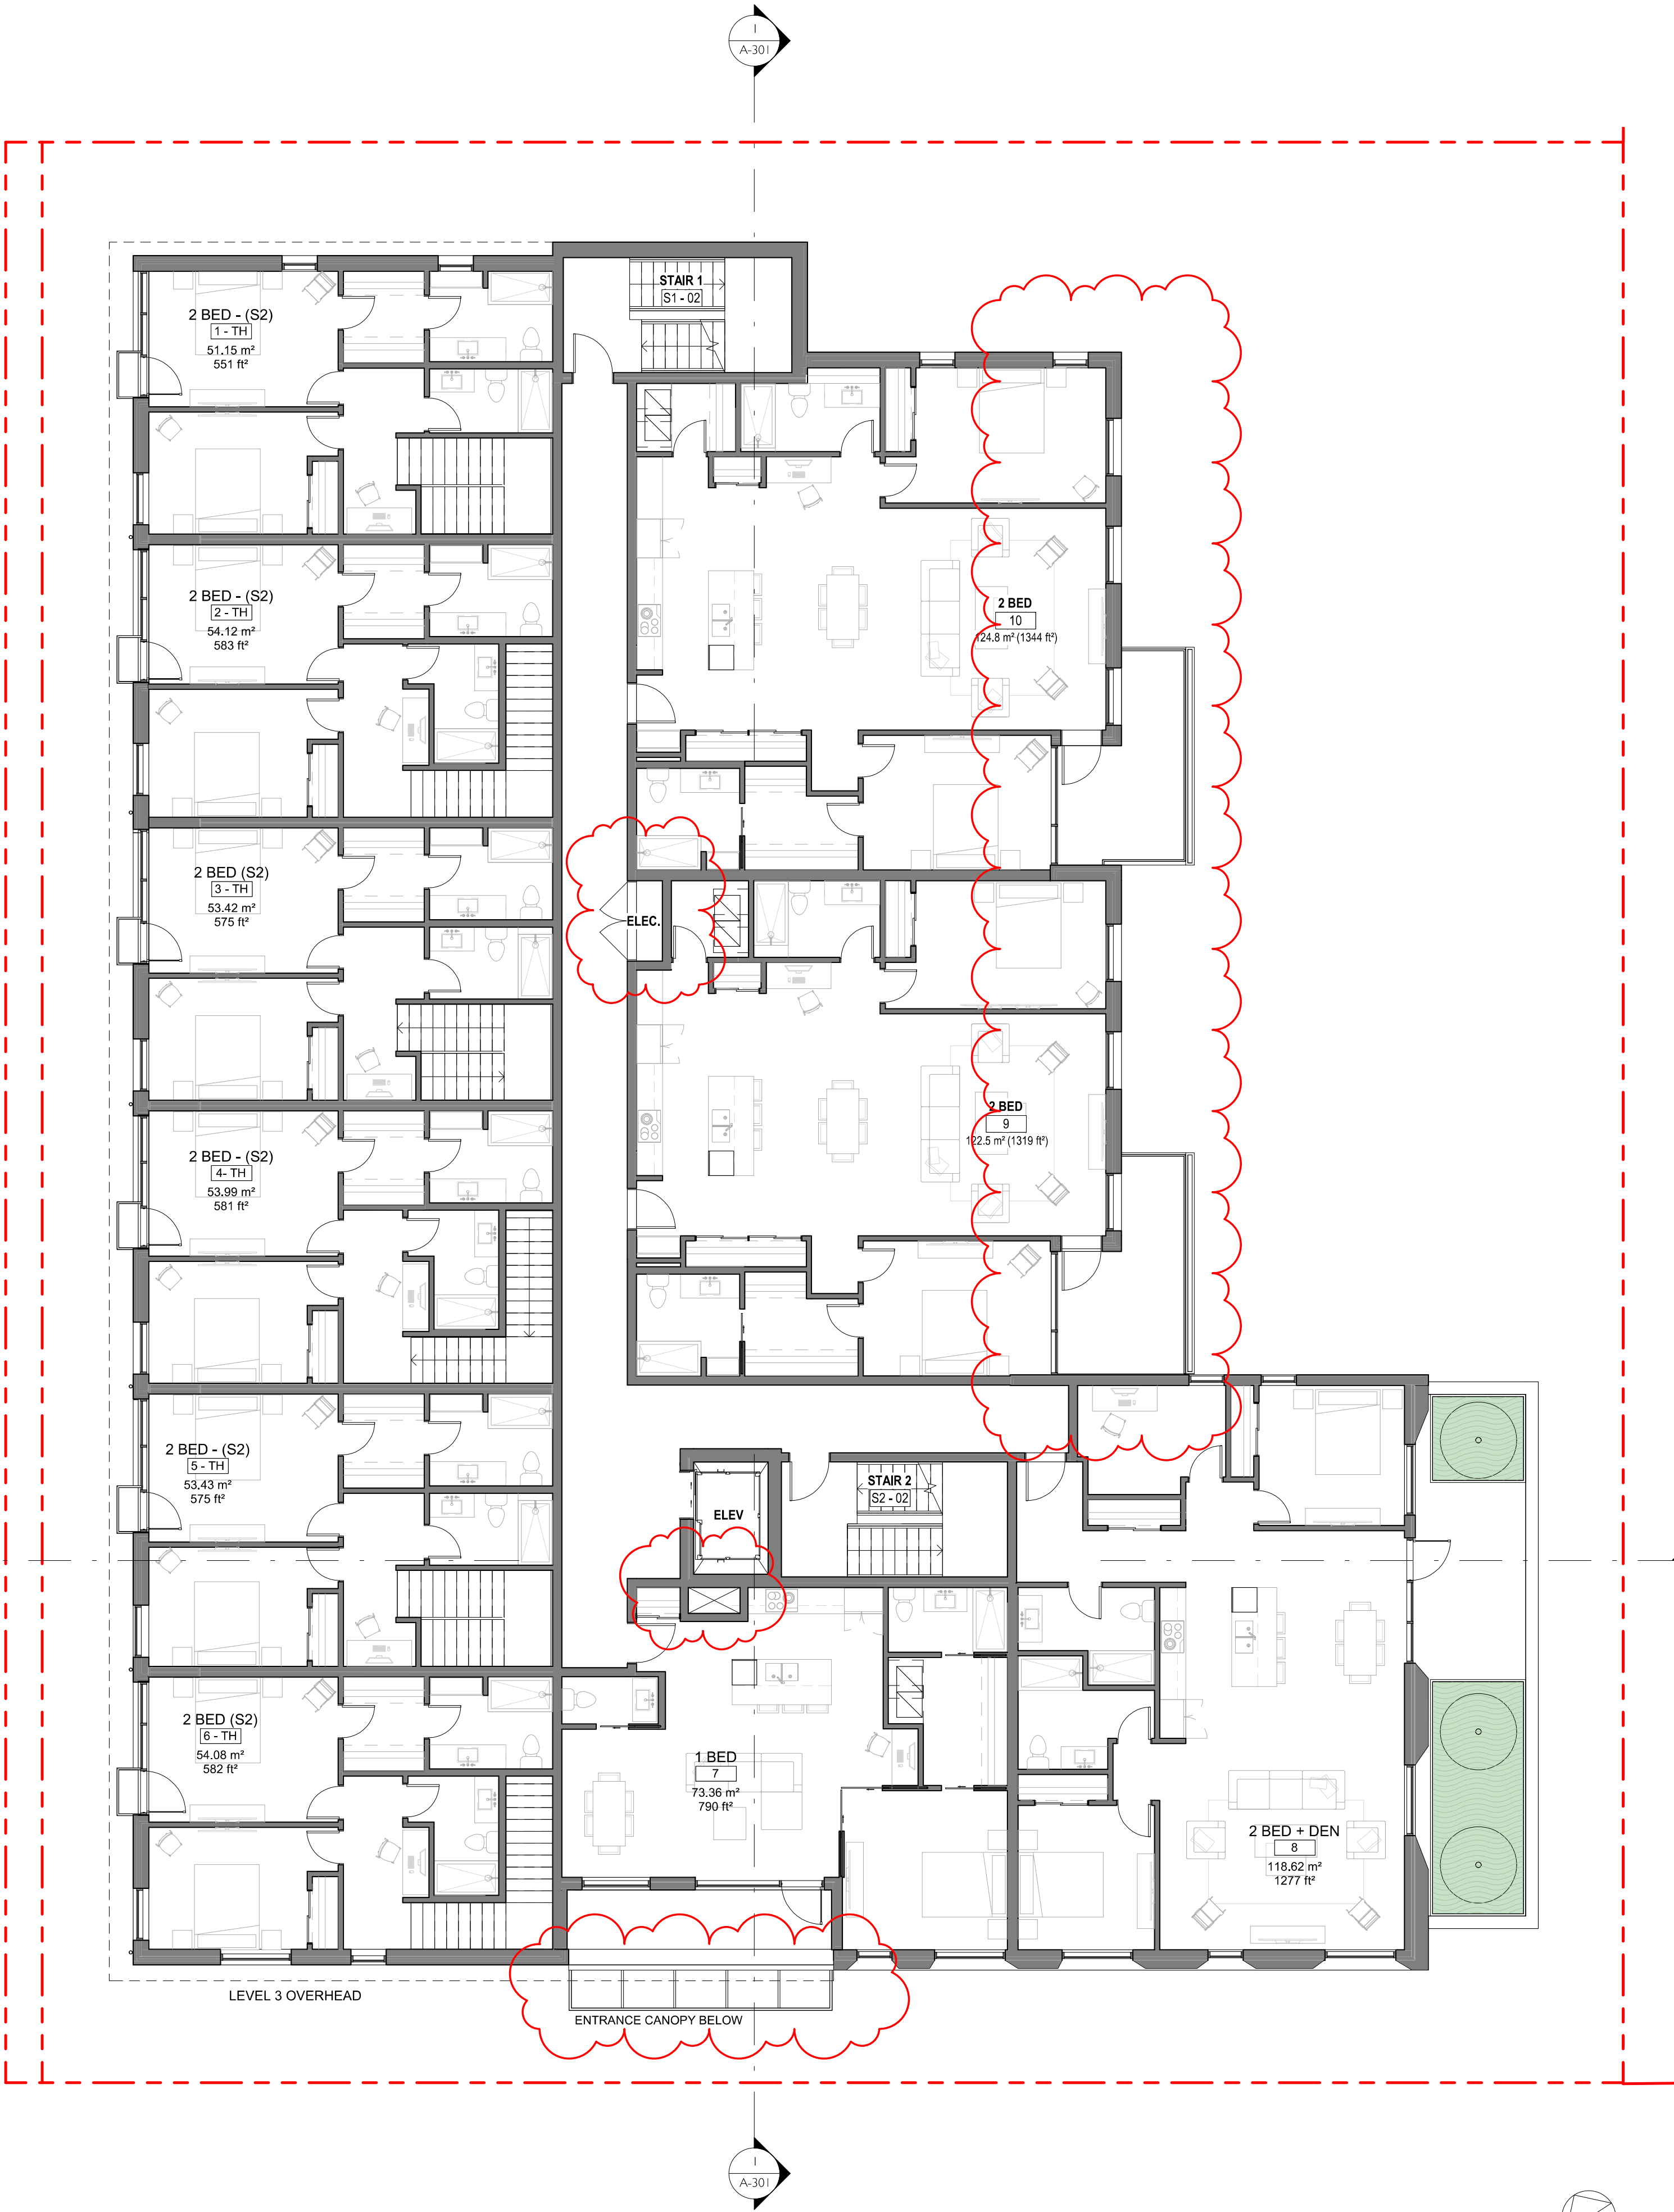 1
A-301
STAIR 1
S1 - 02
2 BED - (S2)
1 - TH
51.15 m²
551 ft²
2 BED - (S2)
2 - TH
54.12 m²
583 ft²
2 BED
10
124.8 m² (1344 ft²)
2 BED (S2)
3 - TH
53.42 m²
575 ft²
ELEC.
2 BED - (S2)
4- TH
53.99 m²
581 ft²
2 BED
9
122.5 m² (1319 ft²)
2 BED - (S2)
5 - TH
53.43 m²
575 ft²
STAIR 2
S2 - 02
ELEV
2 BED (S2)
6 - TH
54.08 m²
582 ft²
1 BED
7
73.36 m²
790 ft²
2 BED + DEN
8
118.62 m²
1277 ft²
LEVEL 3 OVERHEAD
ENTRANCE CANOPY BELOW
1
A-301